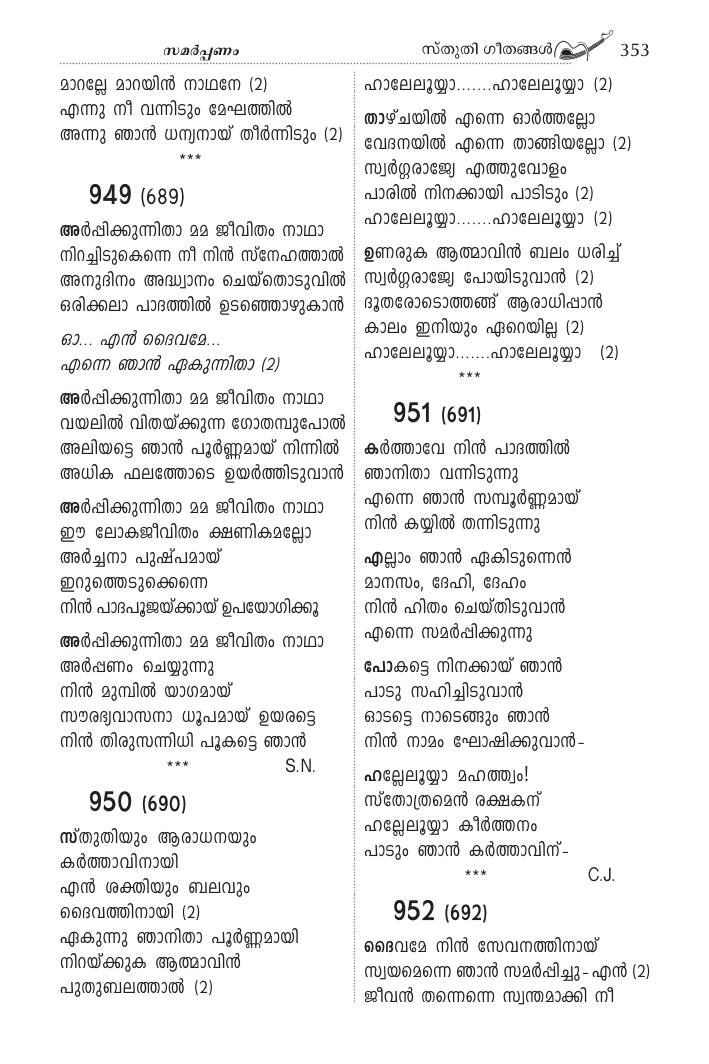 സമർപ്പണം
സ്തുതി ഗീതങ്ങൾ 353
മാറല്ലേ മാറയിൻ നാഥനേ (2)
എന്നു നീ വന്നിടും മേഘത്തിൽ
അന്നു ഞാൻ ധന്യനായ് തീർന്നിടും (2)
***
949 (689)
അർപ്പിക്കുന്നിതാ മമ ജീവിതം നാഥാ
നിറച്ചിടുകെന്നെ നീ നിൻ സ്നേഹത്താൽ
അനുദിനം അദ്ധ്വാനം ചെയ്തൊടുവിൽ
ഒരിക്കലാ പാദത്തിൽ ഉടഞ്ഞൊഴുകാൻ
ഓ... എൻ ദൈവമേ...
എന്നെ ഞാൻ ഏകുന്നിതാ (2)
അർപ്പിക്കുന്നിതാ മമ ജീവിതം നാഥാ
വയലിൽ വിതയ്ക്കുന്ന ഗോതമ്പുപോൽ
അലിയട്ടെ ഞാൻ പൂർണ്ണമായ് നിന്നിൽ
അധിക ഫലത്തോടെ ഉയർത്തിടുവാൻ
അർപ്പിക്കുന്നിതാ മമ ജീവിതം നാഥാ
ഈ ലോകജീവിതം ക്ഷണികമല്ലോ
അർച്ചനാ പുഷ്പമായ്
ഇറുത്തെടുക്കെന്നെ
നിൻ പാദപൂജയ്ക്കായ് ഉപയോഗിക്കൂ
അർപ്പിക്കുന്നിതാ മമ ജീവിതം നാഥാ
അർപ്പണം ചെയ്യുന്നു
നിൻ മുമ്പിൽ യാഗമായ്
സൗരഭ്യവാസനാ ധൂപമായ് ഉയരട്ടെ
നിൻ തിരുസന്നിധി പൂകട്ടെ ഞാൻ
*** S.N.
950 (690)
സ്തുതിയും ആരാധനയും
കർത്താവിനായി
എൻ ശക്തിയും ബലവും
ദൈവത്തിനായി (2)
ഏകുന്നു ഞാനിതാ പൂർണ്ണമായി
നിറയ്ക്കുക ആത്മാവിൻ
പുതുബലത്താൽ (2)
ഹാലേലൂയ്യാ.......ഹാലേലൂയ്യാ (2)
താഴ്ചയിൽ എന്നെ ഓർത്തല്ലോ
വേദനയിൽ എന്നെ താങ്ങിയല്ലോ (2)
സ്വർഗ്ഗരാജ്യേ എത്തുവോളം
പാരിൽ നിനക്കായി പാടിടും (2)
ഹാലേലൂയ്യാ.......ഹാലേലൂയ്യാ (2)
ഉണരുക ആത്മാവിൻ ബലം ധരിച്ച്
സ്വർഗ്ഗരാജ്യേ പോയിടുവാൻ (2)
ദൂതരോടൊത്തങ്ങ് ആരാധിപ്പാൻ
കാലം ഇനിയും ഏറെയില്ല (2)
ഹാലേലൂയ്യാ.......ഹാലേലൂയ്യാ (2)
***
951 (691)
കർത്താവേ നിൻ പാദത്തിൽ
ഞാനിതാ വന്നിടുന്നു
എന്നെ ഞാൻ സമ്പൂർണ്ണമായ്
നിൻ കയ്യിൽ തന്നിടുന്നു
എല്ലാം ഞാൻ ഏകിടുന്നെൻ
മാനസം, ദേഹി, ദേഹം
നിൻ ഹിതം ചെയ്തിടുവാൻ
എന്നെ സമർപ്പിക്കുന്നു
പോകട്ടെ നിനക്കായ് ഞാൻ
പാടു സഹിച്ചിടുവാൻ
ഓടട്ടെ നാടെങ്ങും ഞാൻ
നിൻ നാമം ഘോഷിക്കുവാൻ-
ഹല്ലേലൂയ്യാ മഹത്ത്വം!
സ്തോത്രമെൻ രക്ഷകന്
ഹല്ലേലൂയ്യാ കീർത്തനം
പാടും ഞാൻ കർത്താവിന്-
*** C.J.
952 (692)
ദൈവമേ നിൻ സേവനത്തിനായ്
സ്വയമെന്നെ ഞാൻ സമർപ്പിച്ചു-എൻ (2)
ജീവൻ തന്നെന്നെ സ്വന്തമാക്കി നീ